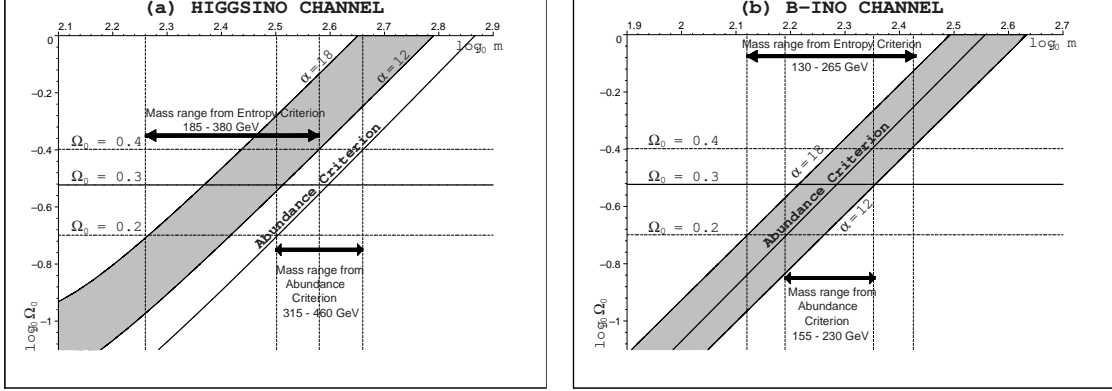 (a) HIGGSINO CHANNEL
2.1 2.2 2.3 2.4 2.5 2.6 2.7 2.8 2.9
log₀ m
0
α=18
α=12
−0.2
Mass range from Entropy Criterion
185 - 380 GeV
Ω₀ = 0.4
−0.4
Ω₀ = 0.3
Abundance Criterion
−0.6
Ω₀ = 0.2
−0.8
Mass range from
Abundance
Criterion
315 - 460 GeV
−1
log₀ Ω₀
(b) B−INO CHANNEL
1.9 2 2.1 2.2 2.3 2.4 2.5 2.6 2.7
log₀ m
0
Mass range from Entropy Criterion
130 - 265 GeV
−0.2
Ω₀ = 0.4
−0.4
α=18
Ω₀ = 0.3
Abundance Criterion
−0.6
α=12
Ω₀ = 0.2
−0.8
Mass range from
Abundance
Criterion
155 - 230 GeV
−1
log₀ Ω₀